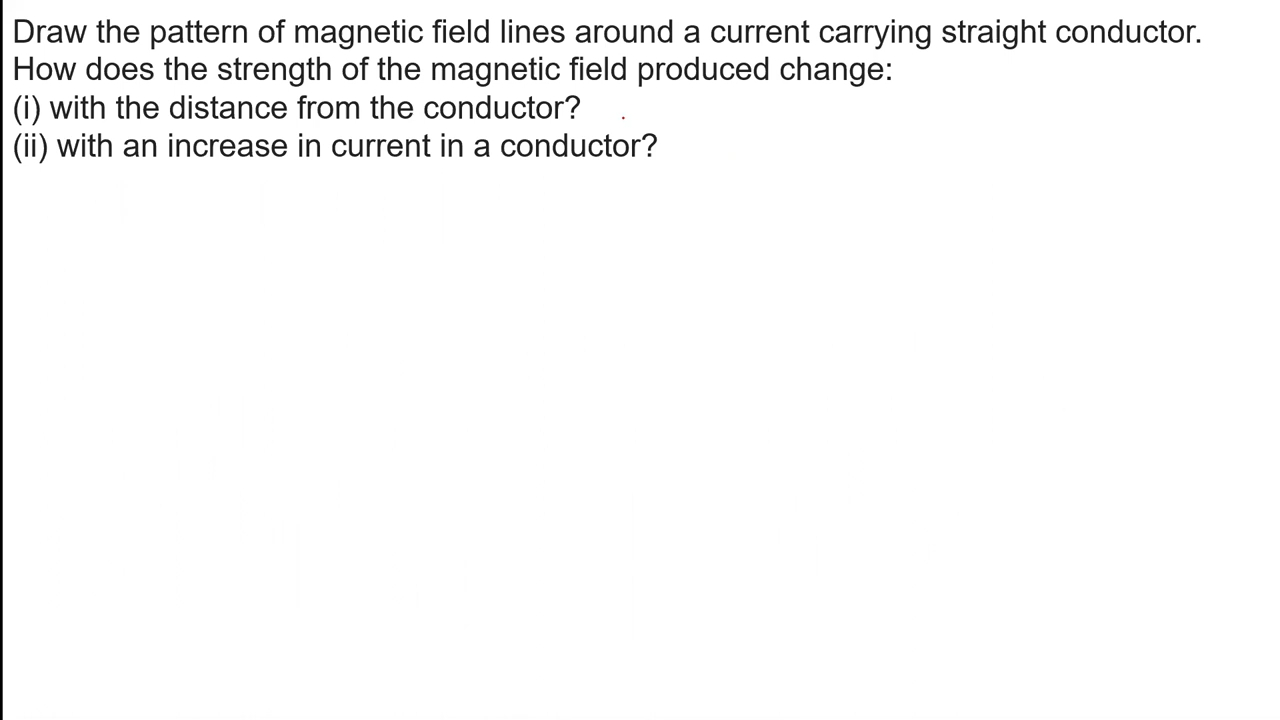 Draw the pattern of magnetic field lines around a current carrying straight conductor.
How does the strength of the magnetic field produced change:
(i) with the distance from the conductor?
(ii) with an increase in current in a conductor?